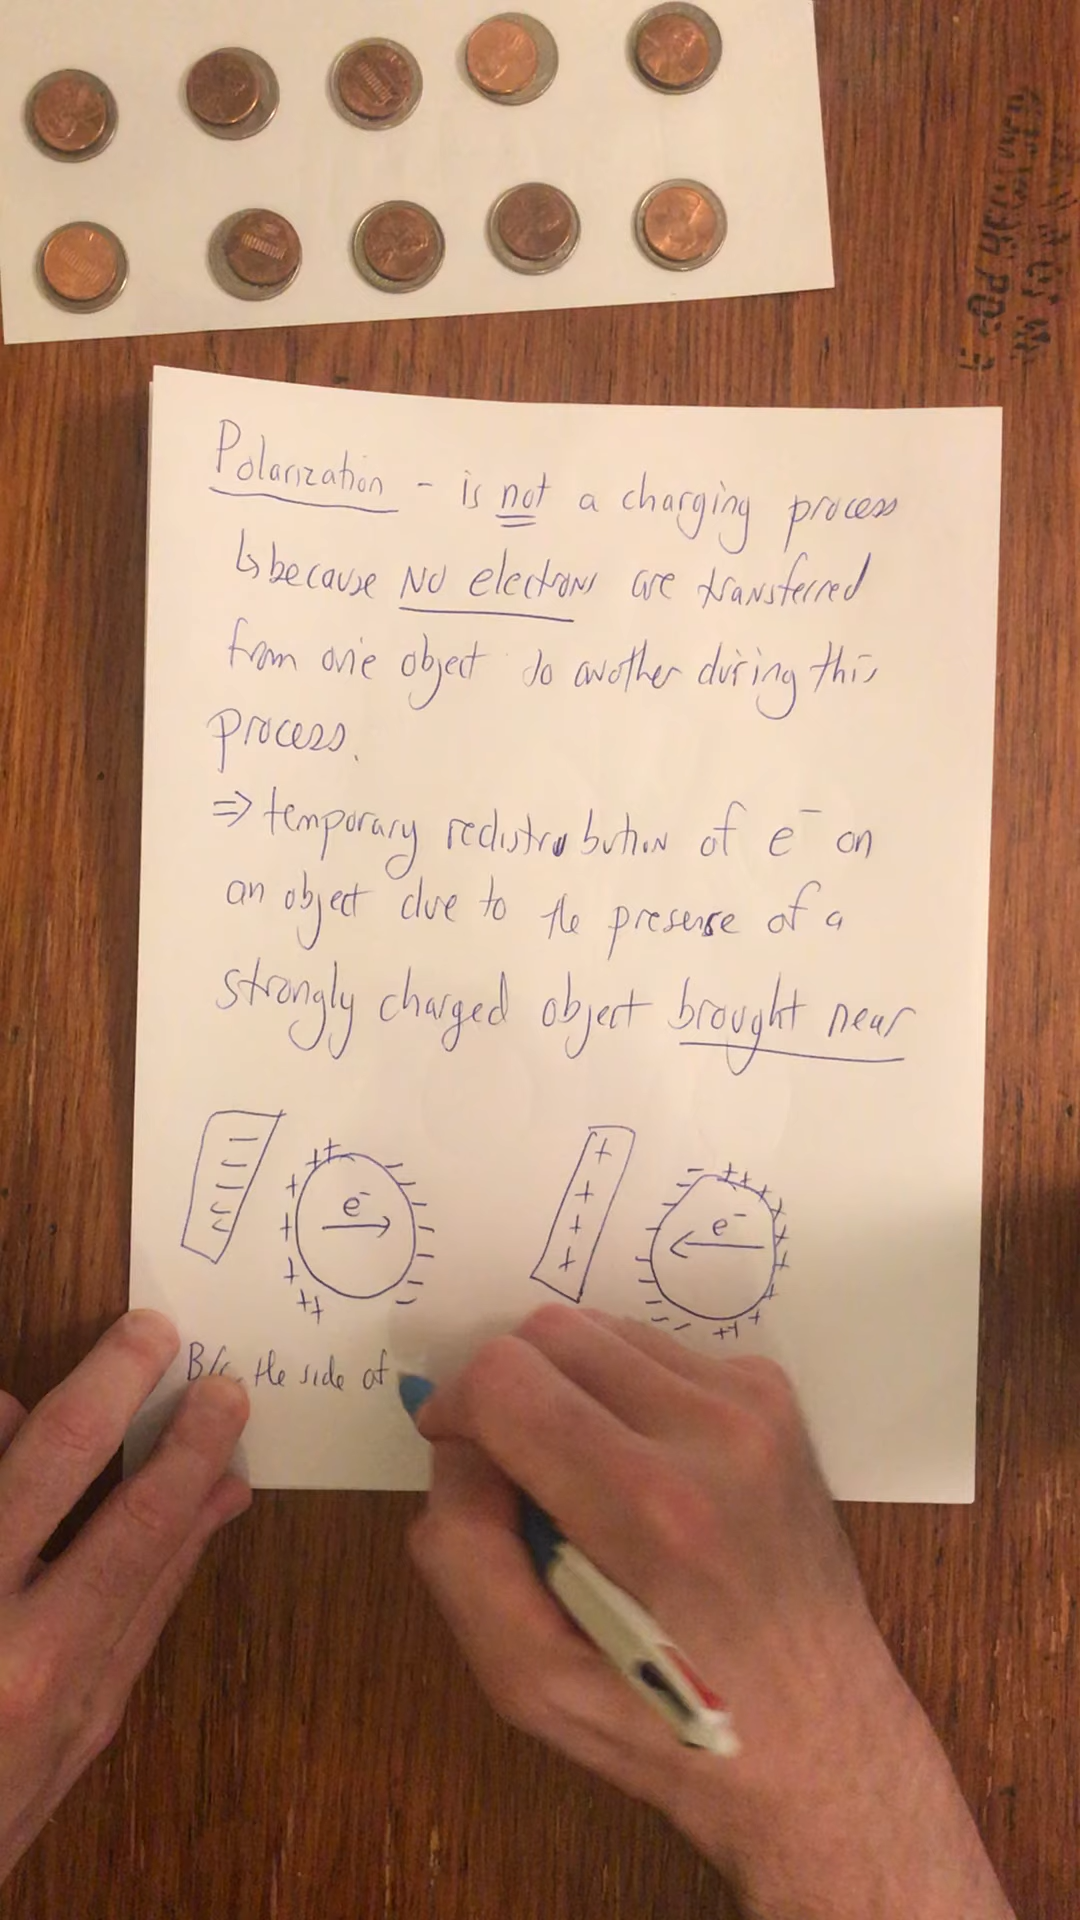 Polarization - is not a charging process
↳ because NO electrons are transferred
from one object to another during this
process.
⇒ temporary redistribution of e⁻ on
an object due to the presense of a
strongly charged object brought near
e⁻
e⁻
B/c the side of